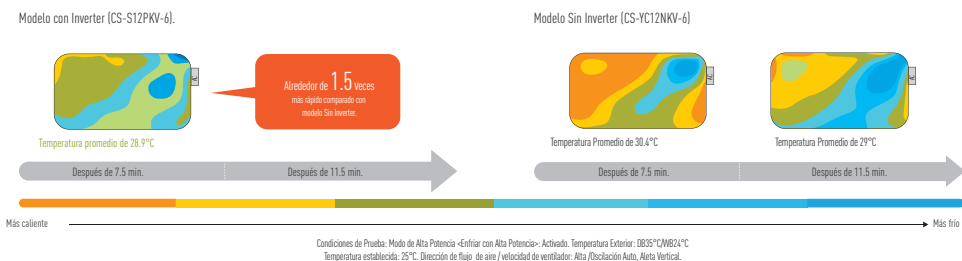 Modelo con Inverter (CS-S12PKV-6).
Modelo Sin Inverter (CS-YC12NKV-6)
AC
Alrededor de 1.5 veces
más rápido comparado con
modelo Sin Inverter.
AC
AC
Temperatura promedio de 28.9°C
Temperatura Promedio de 30.4°C
Temperatura Promedio de 29°C
Después de 7.5 min.
Después de 11.5 min.
Después de 7.5 min.
Después de 11.5 min.
Más caliente
Más frío
Condiciones de Prueba: Modo de Alta Potencia <Enfriar con Alta Potencia>: Activado. Temperatura Exterior: DB35°C/WB24°C
Temperatura establecida: 25°C. Dirección de flujo de aire / velocidad de ventilador: Alta /Oscilación Auto, Aleta Vertical.